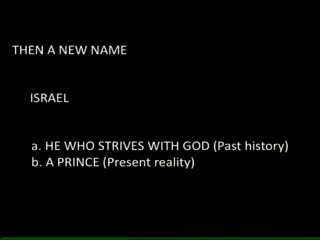 THEN A NEW NAME
ISRAEL
a. HE WHO STRIVES WITH GOD (Past history)
b. A PRINCE (Present reality)